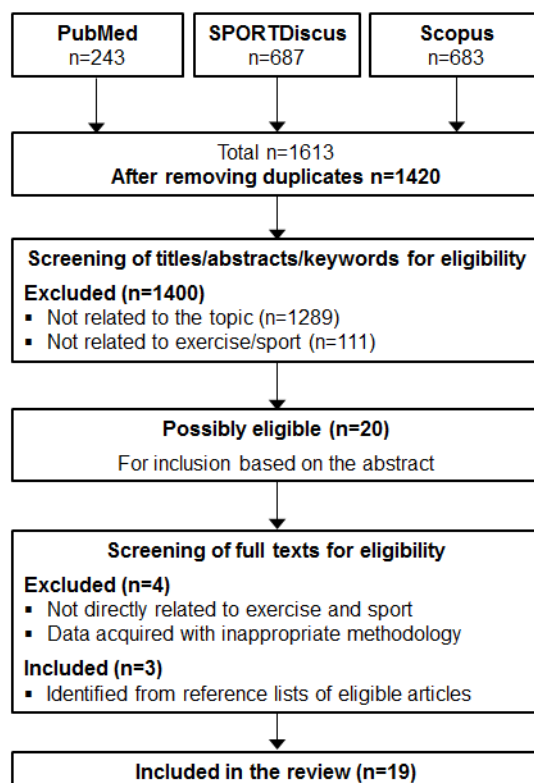 PubMed
n=243
SPORTDiscus
n=687
Scopus
n=683
Total n=1613
After removing duplicates n=1420
Screening of titles/abstracts/keywords for eligibility
Excluded (n=1400)
▪ Not related to the topic (n=1289)
▪ Not related to exercise/sport (n=111)
Possibly eligible (n=20)
For inclusion based on the abstract
Screening of full texts for eligibility
Excluded (n=4)
▪ Not directly related to exercise and sport
▪ Data acquired with inappropriate methodology
Included (n=3)
▪ Identified from reference lists of eligible articles
Included in the review (n=19)